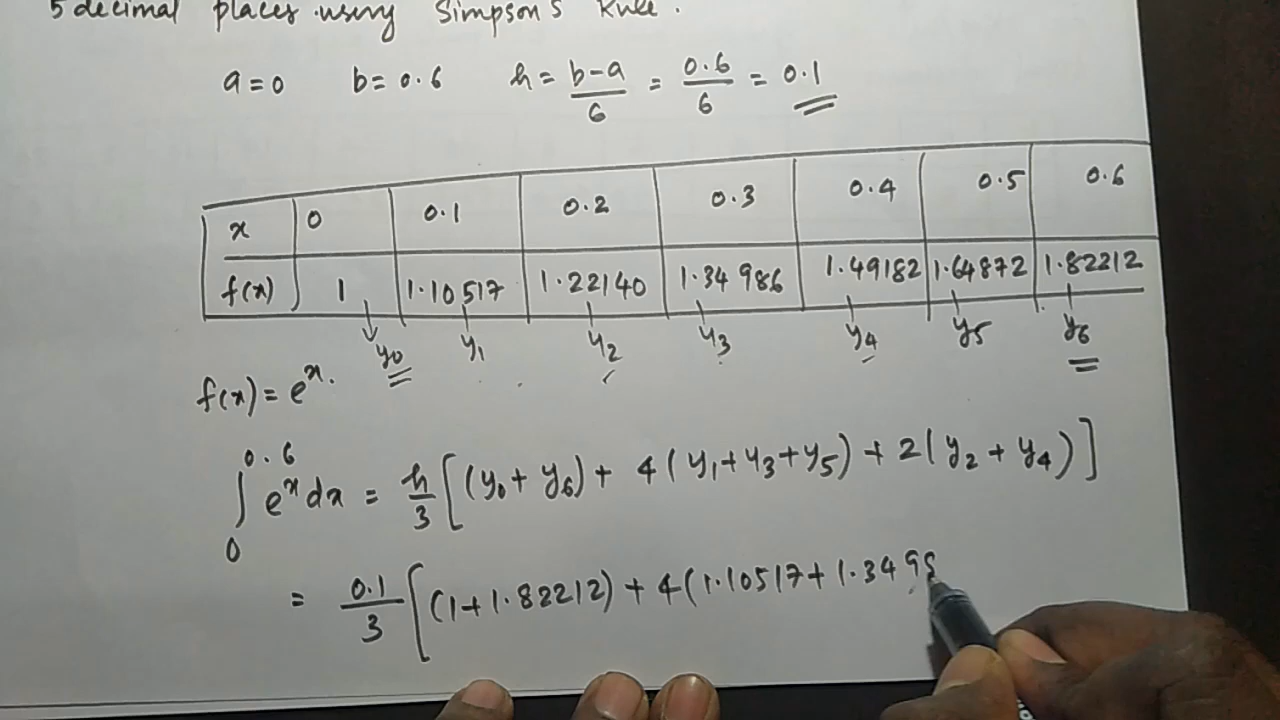 5 decimal places using Simpson's Rule.
a=0 b=0.6 h= b-a/6 = 0.6/6 = 0.1
x 0 0.1 0.2 0.3 0.4 0.5 0.6
f(x) 1 1.10517 1.22140 1.34986 1.49182 1.64872 1.82212
y₀ y₁ y₂ y₃ y₄ y₅ y₆
f(x)= eˣ.
∫₀^0.6 eˣ dx = h/3 [(y₀+ y₆)+ 4(y₁+y₃+y₅)+2(y₂+y₄)]
= 0.1/3 [(1+1.82212)+4(1.10517+1.349